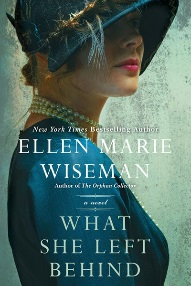 New York Times Bestselling Author
ELLEN MARIE
WISEMAN
Author of The Orphan Collector
a novel
WHAT
SHE LEFT
BEHIND